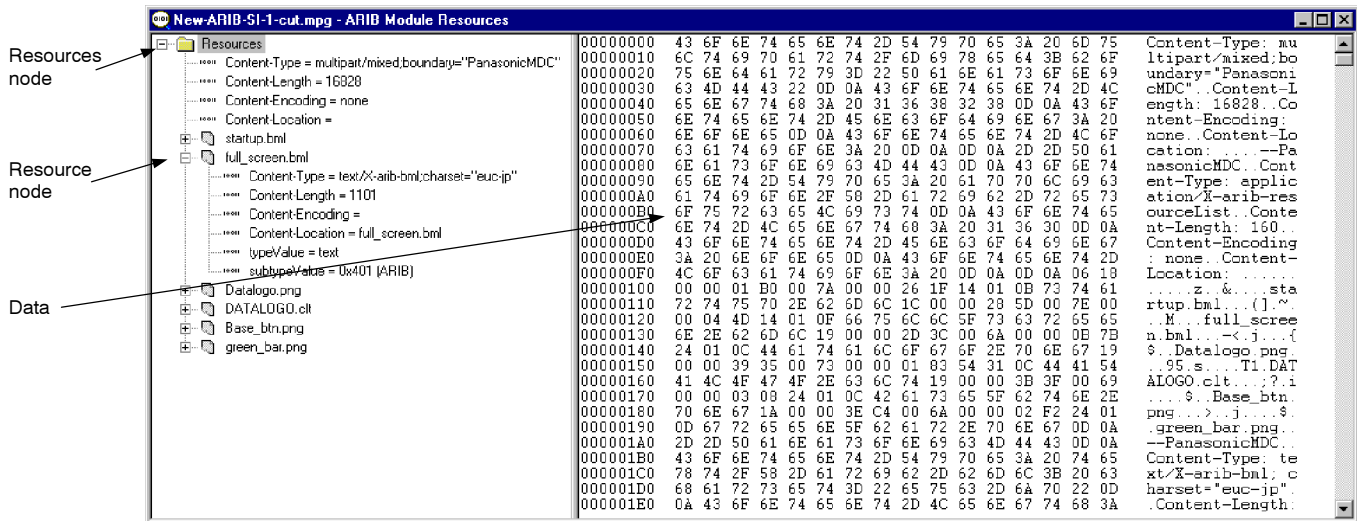 New-ARIB-SI-1-cut.mpg - ARIB Module Resources
Resources node
Resource node
Data
Resources
Content-Type = multipart/mixed;boundary="PanasonicMDC"
Content-Length = 16828
Content-Encoding = none
Content-Location =
startup.bml
full_screen.bml
Content-Type = text/X-arib-bml;charset="euc-jp"
Content-Length = 1101
Content-Encoding =
Content-Location = full_screen.bml
typeValue = text
subtypeValue = 0x401 (ARIB)
Datalogo.png
DATALOGO.clt
Base_btn.png
green_bar.png
00000000 43 6F 6E 74 65 6E 74 2D 54 79 70 65 3A 20 6D 75 Content-Type: mu
00000010 6C 74 69 70 61 72 74 2F 6D 69 78 65 64 3B 62 6F ltipart/mixed;bo
00000020 75 6E 64 61 72 79 3D 22 50 61 6E 61 73 6F 6E 69 undary="Panasoni
00000030 63 4D 44 43 22 0D 0A 43 6F 6E 74 65 6E 74 2D 4C cMDC"..Content-L
00000040 65 6E 67 74 68 3A 20 31 36 38 32 38 0D 0A 43 6F ength: 16828..Co
00000050 6E 74 65 6E 74 2D 45 6E 63 6F 64 69 6E 67 3A 20 ntent-Encoding:
00000060 6E 6F 6E 65 0D 0A 43 6F 6E 74 65 6E 74 2D 4C 6F none..Content-Lo
00000070 63 61 74 69 6F 6E 3A 20 0D 0A 0D 0A 2D 2D 50 61 cation: ....--Pa
00000080 6E 61 73 6F 6E 69 63 4D 44 43 0D 0A 43 6F 6E 74 nasonicMDC..Cont
00000090 65 6E 74 2D 54 79 70 65 3A 20 61 70 70 6C 69 63 ent-Type: applic
000000A0 61 74 69 6F 6E 2F 58 2D 61 72 69 62 2D 72 65 73 ation/X-arib-res
000000B0 6F 75 72 63 65 4C 69 73 74 0D 0A 43 6F 6E 74 65 ourceList..Conte
000000C0 6E 74 2D 4C 65 6E 67 74 68 3A 20 31 36 30 0D 0A nt-Length: 160..
000000D0 43 6F 6E 74 65 6E 74 2D 45 6E 63 6F 64 69 6E 67 Content-Encoding
000000E0 3A 20 6E 6F 6E 65 0D 0A 43 6F 6E 74 65 6E 74 2D : none..Content-
000000F0 4C 6F 63 61 74 69 6F 6E 3A 20 0D 0A 0D 0A 06 18 Location: ......
00000100 00 00 01 B0 00 7A 00 00 26 1F 14 01 0B 73 74 61 .....z..&....sta
00000110 72 74 75 70 2E 62 6D 6C 1C 00 00 28 5D 00 7E 00 rtup.bml...(].~.
00000120 00 04 4D 14 01 0F 66 75 6C 6C 5F 73 63 72 65 65 ..M...full_scree
00000130 6E 2E 62 6D 6C 19 00 00 2D 3C 00 6A 00 00 0B 7B n.bml...-<.j...{
00000140 24 01 0C 44 61 74 61 6C 6F 67 6F 2E 70 6E 67 19 $..Datalogo.png.
00000150 00 00 39 35 00 73 00 00 01 83 54 31 0C 44 41 54 ..95.s....T1.DAT
00000160 41 4C 4F 47 4F 2E 63 6C 74 19 00 00 3B 3F 00 69 ALOGO.clt...;?.i
00000170 00 00 03 08 24 01 0C 42 61 73 65 5F 62 74 6E 2E ....$..Base_btn.
00000180 70 6E 67 1A 00 00 3E C4 00 6A 00 00 02 F2 24 01 png...>..j....$.
00000190 0D 67 72 65 65 6E 5F 62 61 72 2E 70 6E 67 0D 0A .green_bar.png..
000001A0 2D 2D 50 61 6E 61 73 6F 6E 69 63 4D 44 43 0D 0A --PanasonicMDC..
000001B0 43 6F 6E 74 65 6E 74 2D 54 79 70 65 3A 20 74 65 Content-Type: te
000001C0 78 74 2F 58 2D 61 72 69 62 2D 62 6D 6C 3B 20 63 xt/X-arib-bml; c
000001D0 68 61 72 73 65 74 3D 22 65 75 63 2D 6A 70 22 0D harset="euc-jp".
000001E0 0A 43 6F 6E 74 65 6E 74 2D 4C 65 6E 67 74 68 3A .Content-Length: